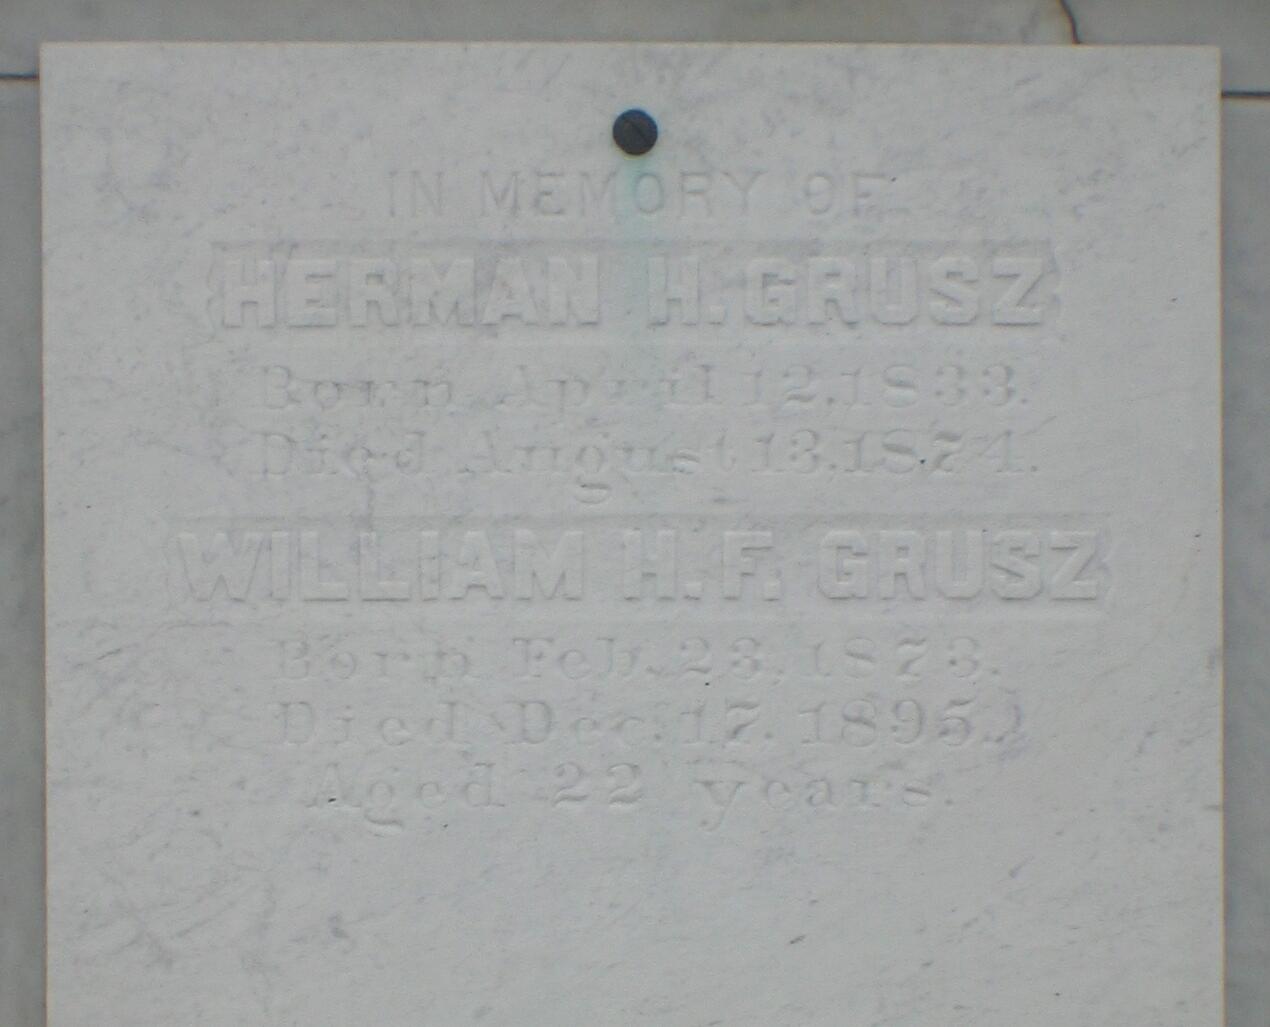 IN MEMORY OF
HERMAN H. GRUSZ
Born April 12. 1833.
Died August 13. 1874.
WILLIAM H. F. GRUSZ
Born Feb. 23. 1873.
Died Dec. 17. 1895.
Aged 22 years.